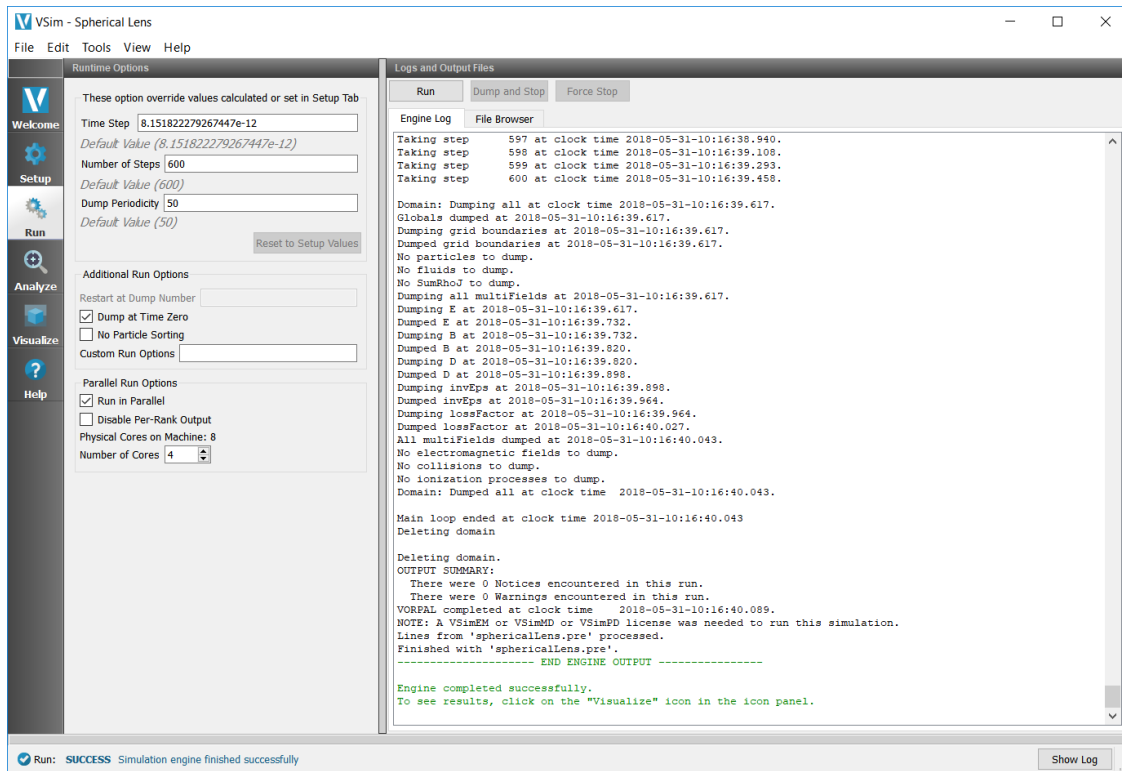 VSim - Spherical Lens
File Edit Tools View Help
Welcome
Setup
Run
Analyze
Visualize
Help
Runtime Options
These option override values calculated or set in Setup Tab
Time Step 8.151822279267447e-12
Default Value (8.151822279267447e-12)
Number of Steps 600
Default Value (600)
Dump Periodicity 50
Default Value (50)
Reset to Setup Values
Additional Run Options
Restart at Dump Number
Dump at Time Zero
No Particle Sorting
Custom Run Options
Parallel Run Options
Run in Parallel
Disable Per-Rank Output
Physical Cores on Machine: 8
Number of Cores 4
Logs and Output Files
Run Dump and Stop Force Stop
Engine Log File Browser
Taking step 597 at clock time 2018-05-31-10:16:38.940.
Taking step 598 at clock time 2018-05-31-10:16:39.108.
Taking step 599 at clock time 2018-05-31-10:16:39.293.
Taking step 600 at clock time 2018-05-31-10:16:39.458.
Domain: Dumping all at clock time 2018-05-31-10:16:39.617.
Globals dumped at 2018-05-31-10:16:39.617.
Dumping grid boundaries at 2018-05-31-10:16:39.617.
Dumped grid boundaries at 2018-05-31-10:16:39.617.
No particles to dump.
No fluids to dump.
No SumRhoJ to dump.
Dumping all multiFields at 2018-05-31-10:16:39.617.
Dumping E at 2018-05-31-10:16:39.617.
Dumped E at 2018-05-31-10:16:39.732.
Dumping B at 2018-05-31-10:16:39.732.
Dumped B at 2018-05-31-10:16:39.820.
Dumping D at 2018-05-31-10:16:39.820.
Dumped D at 2018-05-31-10:16:39.898.
Dumping invEps at 2018-05-31-10:16:39.898.
Dumped invEps at 2018-05-31-10:16:39.964.
Dumping lossFactor at 2018-05-31-10:16:39.964.
Dumped lossFactor at 2018-05-31-10:16:40.027.
All multiFields dumped at 2018-05-31-10:16:40.043.
No electromagnetic fields to dump.
No collisions to dump.
No ionization processes to dump.
Domain: Dumped all at clock time 2018-05-31-10:16:40.043.
Main loop ended at clock time 2018-05-31-10:16:40.043
Deleting domain
Deleting domain.
OUTPUT SUMMARY:
There were 0 Notices encountered in this run.
There were 0 Warnings encountered in this run.
VORPAL completed at clock time 2018-05-31-10:16:40.089.
NOTE: A VSimEM or VSimMD or VSimPD license was needed to run this simulation.
Lines from 'sphericalLens.pre' processed.
Finished with 'sphericalLens.pre'.
--------------------- END ENGINE OUTPUT ----------------
Engine completed successfully.
To see results, click on the "Visualize" icon in the icon panel.
Run: SUCCESS Simulation engine finished successfully
Show Log